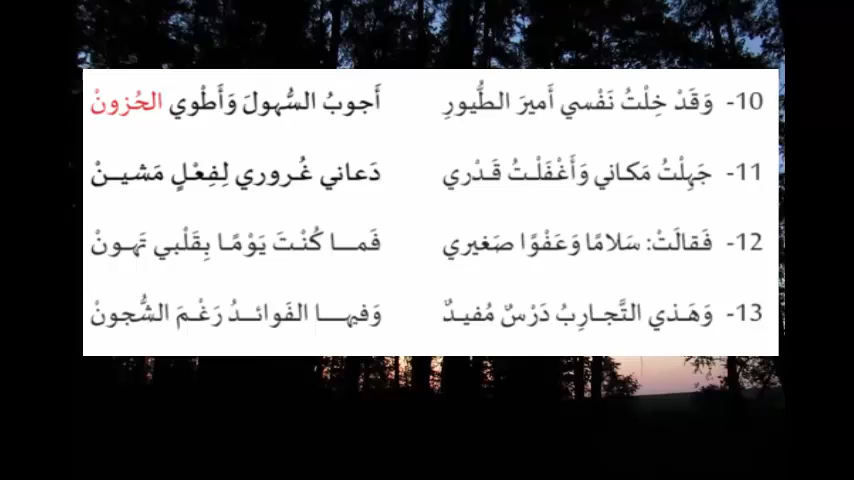 10- وَقَدْ خِلْتُ نَفْسي أَميرَ الطُّيورِ أَجوبُ السُّهولَ وَأَطْوي الحُزونْ
11- جَهِلْتُ مَكاني وَأَغْفَلْتُ قَدْري دَعاني غُروري لِفِعْلٍ مَشينْ
12- فَقالَتْ: سَلامًا وَعَفْوًا صَغيري فَما كُنْتَ يَوْمًا بِقَلْبي تَهونْ
13- وَهَذي التَّجارِبُ دَرْسٌ مُفيدٌ وَفيها الفَوائدُ رَغْمَ الشُّجونْ